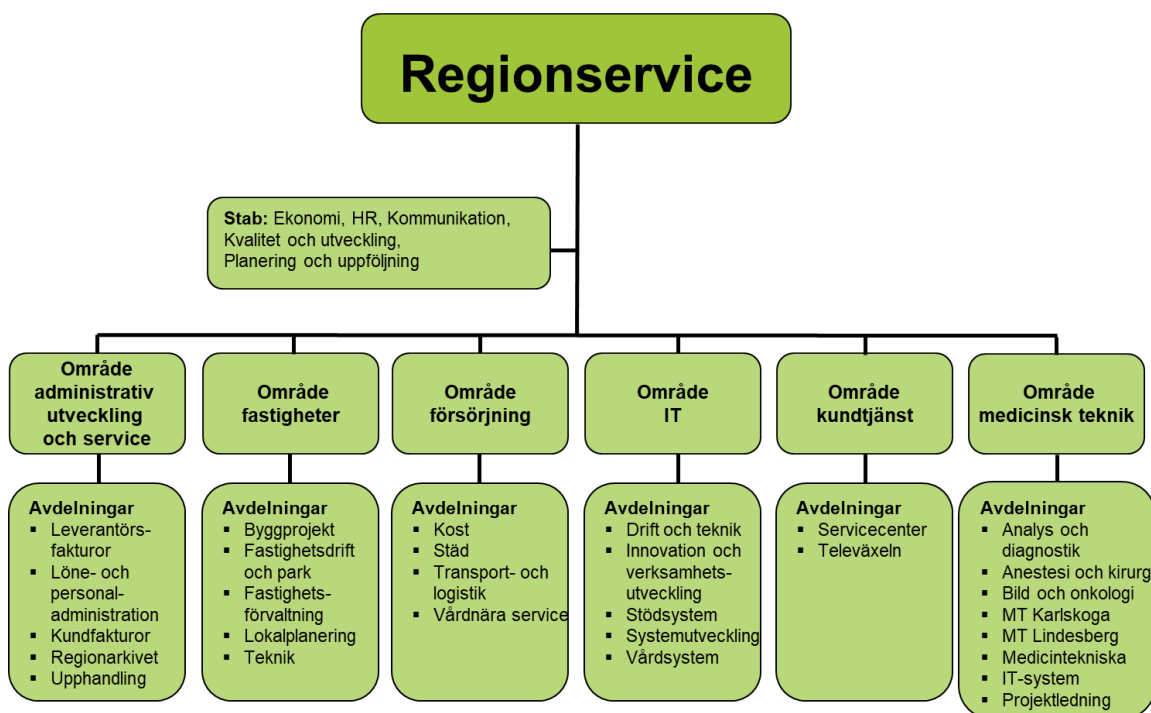 Regionservice
Stab: Ekonomi, HR, Kommunikation,
Kvalitet och utveckling,
Planering och uppföljning
Område
administrativ
utveckling
och service
Område
fastigheter
Område
försörjning
Område
IT
Område
kundtjänst
Område
medicinsk teknik
Avdelningar
▪ Leverantörs-
fakturor
▪ Löne- och
personal-
administration
▪ Kundfakturor
▪ Regionarkivet
▪ Upphandling
Avdelningar
▪ Byggprojekt
▪ Fastighetsdrift
och park
▪ Fastighets-
förvaltning
▪ Lokalplanering
▪ Teknik
Avdelningar
▪ Kost
▪ Städ
▪ Transport- och
logistik
▪ Vårdnära service
Avdelningar
▪ Drift och teknik
▪ Innovation och
verksamhets-
utveckling
▪ Stödsystem
▪ Systemutveckling
▪ Vårdsystem
Avdelningar
▪ Servicecenter
▪ Televäxeln
Avdelningar
▪ Analys och
diagnostik
▪ Anestesi och kirurg
▪ Bild och onkologi
▪ MT Karlskoga
▪ MT Lindesberg
▪ Medicintekniska
▪ IT-system
▪ Projektledning